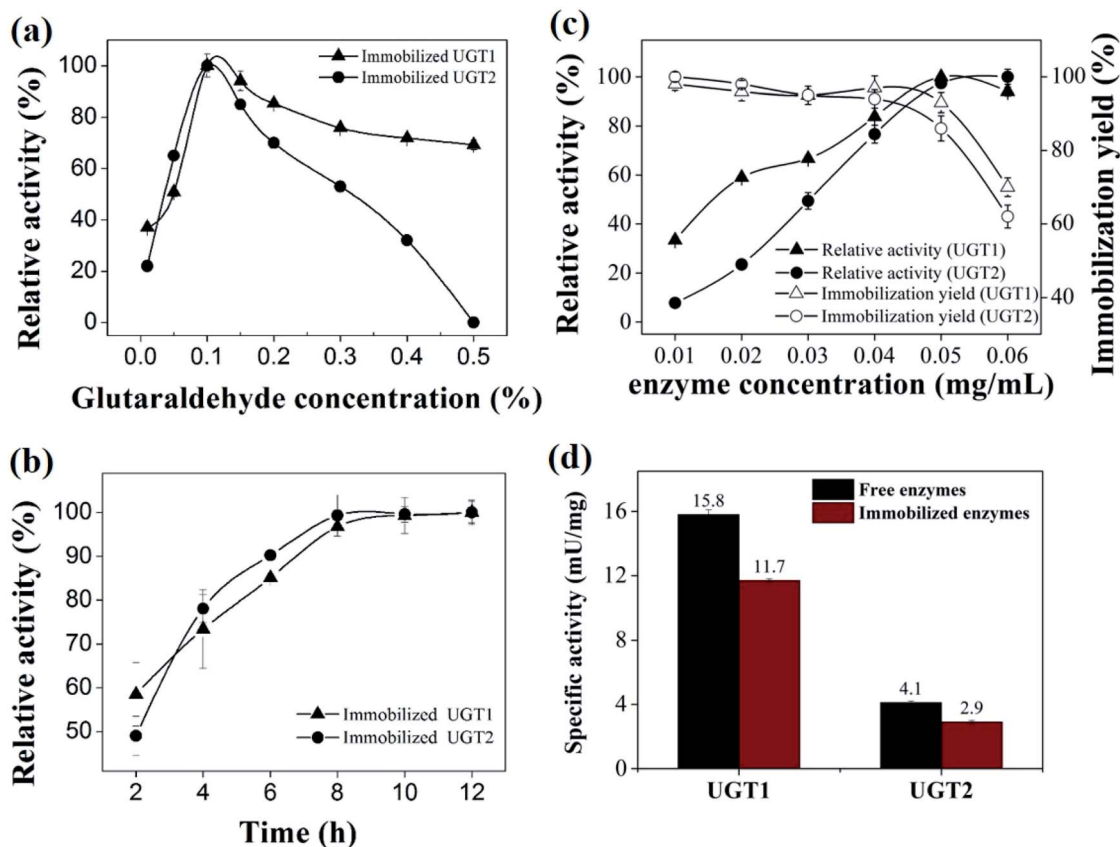 (a)
Relative activity (%)
100
80
60
40
20
0
Immobilized UGT1
Immobilized UGT2
0.0 0.1 0.2 0.3 0.4 0.5
Glutaraldehyde concentration (%)
(c)
Relative activity (%)
100
80
60
40
20
0
Relative activity (UGT1)
Relative activity (UGT2)
Immobilization yield (UGT1)
Immobilization yield (UGT2)
100
80
60
40
Immobilization yield (%)
0.01 0.02 0.03 0.04 0.05 0.06
enzyme concentration (mg/mL)
(b)
Relative activity (%)
100
90
80
70
60
50
Immobilized UGT1
Immobilized UGT2
2 4 6 8 10 12
Time (h)
(d)
Specific activity (mU/mg)
16
12
8
4
0
Free enzymes
Immobilized enzymes
15.8
11.7
4.1
2.9
UGT1 UGT2